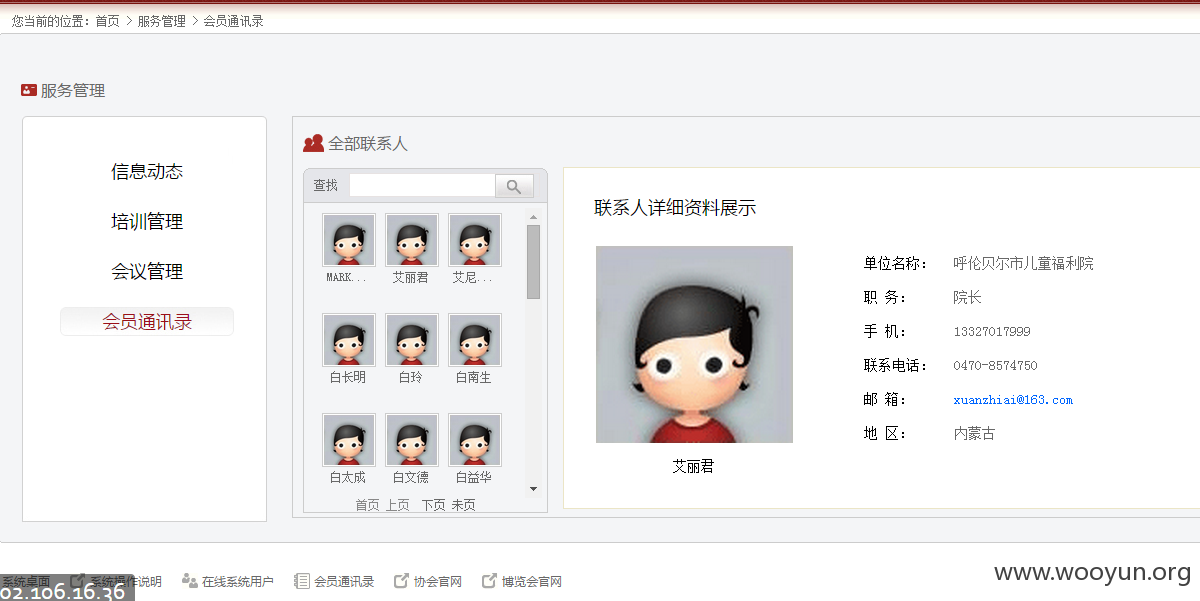 您当前的位置：首页 > 服务管理 > 会员通讯录
服务管理
信息动态
培训管理
会议管理
会员通讯录
全部联系人
查找
MARK... 艾丽君 艾尼...
白长明 白玲 白南生
白太成 白文德 白益华
首页 上页 下页 末页
联系人详细资料展示
艾丽君
单位名称： 呼伦贝尔市儿童福利院
职 务： 院长
手 机： 13327017999
联系电话： 0470-8574750
邮 箱： xuanzhiai@163.com
地 区： 内蒙古
系统桌面 系统操作说明 在线系统用户 会员通讯录 协会官网 博览会官网
02.106.16.36
www.wooyun.org